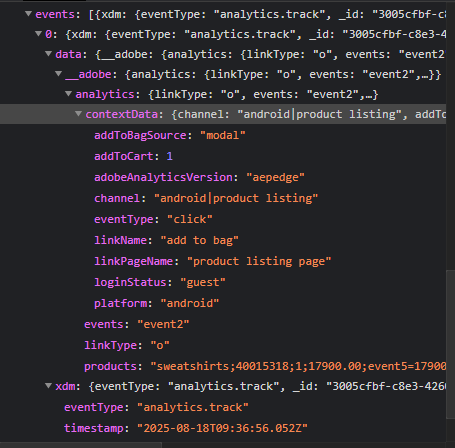 events: [{xdm: {eventType: "analytics.track", _id: "3005cfbf-c
0: {xdm: {eventType: "analytics.track", _id: "3005cfbf-c8e3-4
data: {__adobe: {analytics: {linkType: "o", events: "event2
__adobe: {analytics: {linkType: "o", events: "event2",…}}
analytics: {linkType: "o", events: "event2",…}
contextData: {channel: "android|product listing", addTo
addToBagSource: "modal"
addToCart: 1
adobeAnalyticsVersion: "aepedge"
channel: "android|product listing"
eventType: "click"
linkName: "add to bag"
linkPageName: "product listing page"
loginStatus: "guest"
platform: "android"
events: "event2"
linkType: "o"
products: "sweatshirts;40015318;1;17900.00;event5=17900
xdm: {eventType: "analytics.track", _id: "3005cfbf-c8e3-426
eventType: "analytics.track"
timestamp: "2025-08-18T09:36:56.052Z"